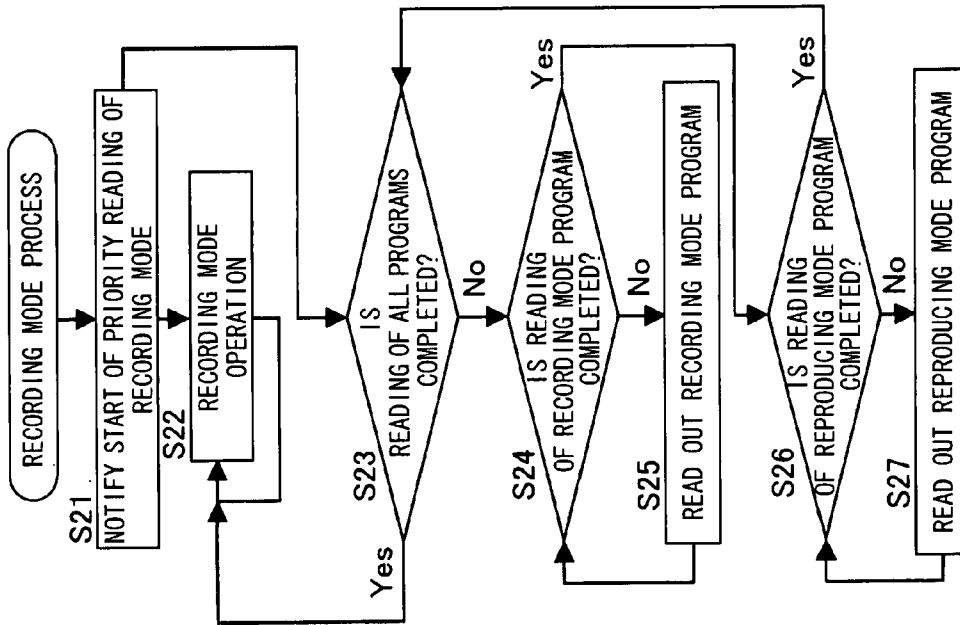 RECORDING MODE PROCESS
S21
NOTIFY START OF PRIORITY READING OF
RECORDING MODE
S22
RECORDING MODE
OPERATION
S23
IS
READING OF ALL PROGRAMS
COMPLETED?
Yes
No
S24
IS READING
OF RECORDING MODE PROGRAM
COMPLETED?
Yes
No
S25
READ OUT RECORDING MODE PROGRAM
S26
IS READING
OF REPRODUCING MODE PROGRAM
COMPLETED?
Yes
No
S27
READ OUT REPRODUCING MODE PROGRAM